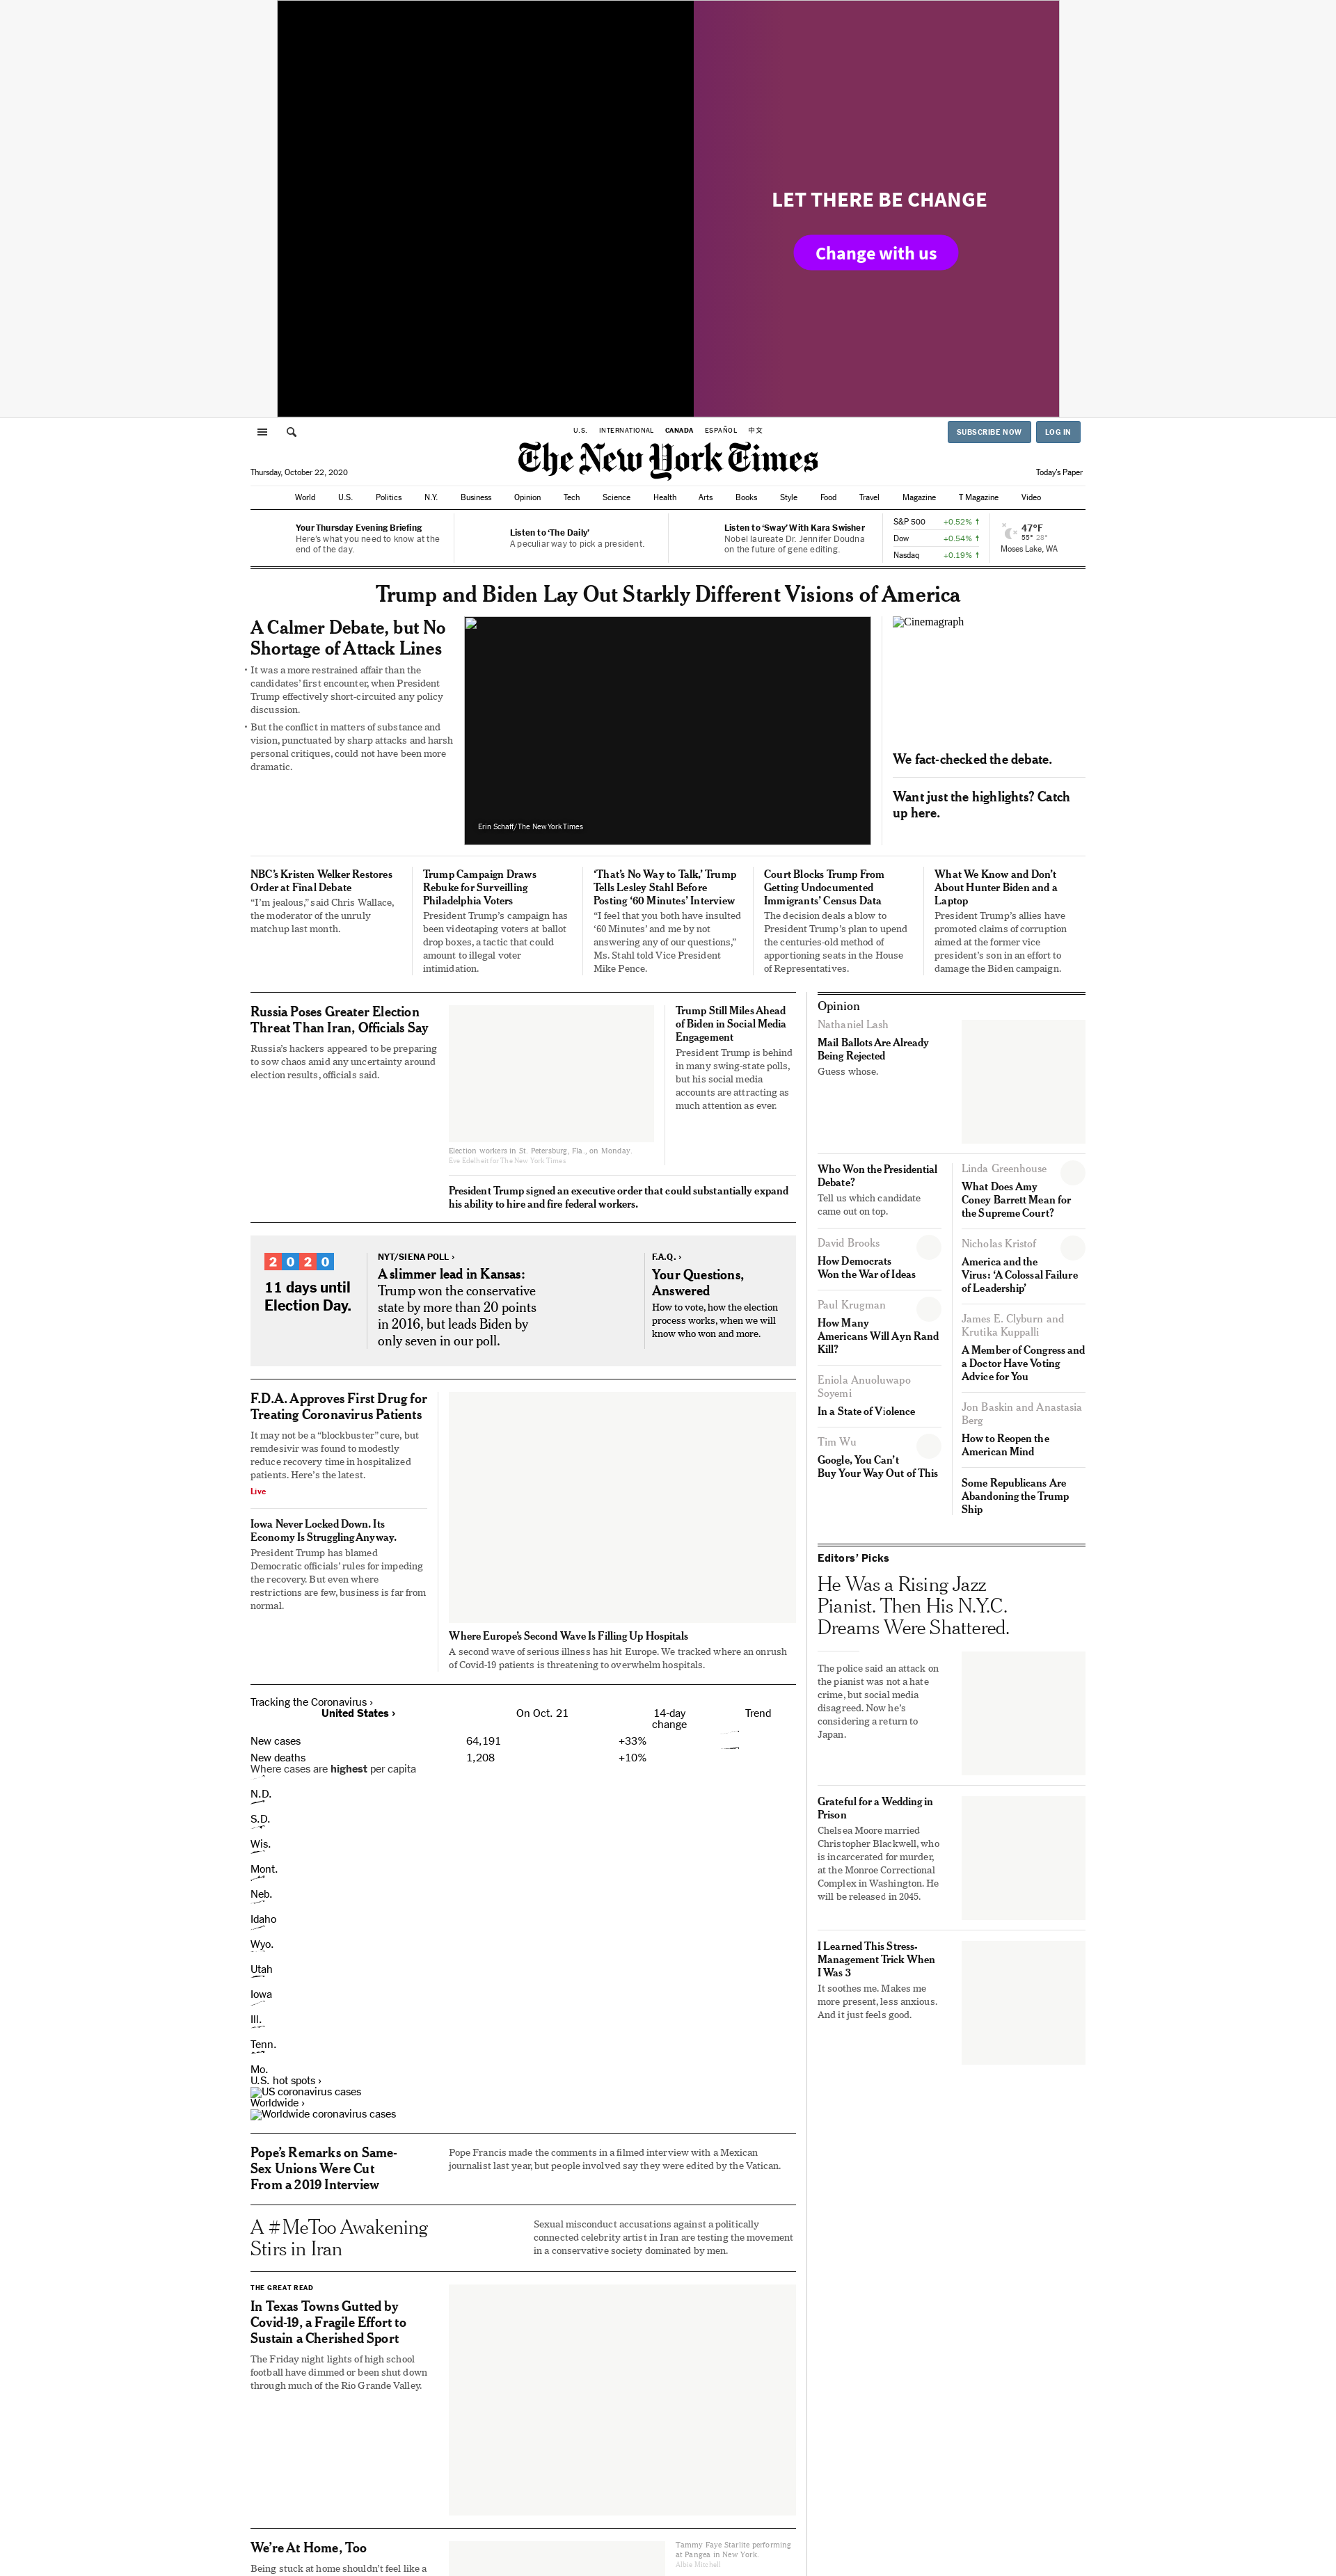 LET THERE BE CHANGE
Change with us
U.S. INTERNATIONAL CANADA ESPAÑOL 中文
SUBSCRIBE NOW LOG IN
The New York Times
Thursday, October 22, 2020
Today's Paper
World U.S. Politics N.Y. Business Opinion Tech Science Health Arts Books Style Food Travel Magazine T Magazine Video
Your Thursday Evening Briefing
Here's what you need to know at the
end of the day.
Listen to 'The Daily'
A peculiar way to pick a president.
Listen to 'Sway' With Kara Swisher
Nobel laureate Dr. Jennifer Doudna
on the future of gene editing.
S&P 500 +0.52% ↑
Dow +0.54% ↑
Nasdaq +0.19% ↑
47°F
55° 28°
Moses Lake, WA
Trump and Biden Lay Out Starkly Different Visions of America
A Calmer Debate, but No
Shortage of Attack Lines
• It was a more restrained affair than the
candidates' first encounter, when President
Trump effectively short-circuited any policy
discussion.
• But the conflict in matters of substance and
vision, punctuated by sharp attacks and harsh
personal critiques, could not have been more
dramatic.
Erin Schaff/The New York Times
Cinemagraph
We fact-checked the debate.
Want just the highlights? Catch
up here.
NBC's Kristen Welker Restores
Order at Final Debate
“I'm jealous,” said Chris Wallace,
the moderator of the unruly
matchup last month.
Trump Campaign Draws
Rebuke for Surveilling
Philadelphia Voters
President Trump's campaign has
been videotaping voters at ballot
drop boxes, a tactic that could
amount to illegal voter
intimidation.
‘That's No Way to Talk,’ Trump
Tells Lesley Stahl Before
Posting ‘60 Minutes’ Interview
“I feel that you both have insulted
‘60 Minutes’ and me by not
answering any of our questions,”
Ms. Stahl told Vice President
Mike Pence.
Court Blocks Trump From
Getting Undocumented
Immigrants' Census Data
The decision deals a blow to
President Trump's plan to upend
the centuries-old method of
apportioning seats in the House
of Representatives.
What We Know and Don't
About Hunter Biden and a
Laptop
President Trump's allies have
promoted claims of corruption
aimed at the former vice
president's son in an effort to
damage the Biden campaign.
Russia Poses Greater Election
Threat Than Iran, Officials Say
Russia's hackers appeared to be preparing
to sow chaos amid any uncertainty around
election results, officials said.
Election workers in St. Petersburg, Fla., on Monday.
Eve Edelheit for The New York Times
Trump Still Miles Ahead
of Biden in Social Media
Engagement
President Trump is behind
in many swing-state polls,
but his social media
accounts are attracting as
much attention as ever.
President Trump signed an executive order that could substantially expand
his ability to hire and fire federal workers.
2020
11 days until
Election Day.
NYT/SIENA POLL ›
A slimmer lead in Kansas:
Trump won the conservative
state by more than 20 points
in 2016, but leads Biden by
only seven in our poll.
F.A.Q. ›
Your Questions,
Answered
How to vote, how the election
process works, when we will
know who won and more.
F.D.A. Approves First Drug for
Treating Coronavirus Patients
It may not be a “blockbuster” cure, but
remdesivir was found to modestly
reduce recovery time in hospitalized
patients. Here's the latest.
Live
Iowa Never Locked Down. Its
Economy Is Struggling Anyway.
President Trump has blamed
Democratic officials' rules for impeding
the recovery. But even where
restrictions are few, business is far from
normal.
Where Europe's Second Wave Is Filling Up Hospitals
A second wave of serious illness has hit Europe. We tracked where an onrush
of Covid-19 patients is threatening to overwhelm hospitals.
Tracking the Coronavirus ›
United States › On Oct. 21 14-day
change Trend
New cases 64,191 +33%
New deaths 1,208 +10%
Where cases are highest per capita
N.D.
S.D.
Wis.
Mont.
Neb.
Idaho
Wyo.
Utah
Iowa
Ill.
Tenn.
Mo.
U.S. hot spots ›
US coronavirus cases
Worldwide ›
Worldwide coronavirus cases
Pope's Remarks on Same-
Sex Unions Were Cut
From a 2019 Interview
Pope Francis made the comments in a filmed interview with a Mexican
journalist last year, but people involved say they were edited by the Vatican.
A #MeToo Awakening
Stirs in Iran
Sexual misconduct accusations against a politically
connected celebrity artist in Iran are testing the movement
in a conservative society dominated by men.
THE GREAT READ
In Texas Towns Gutted by
Covid-19, a Fragile Effort to
Sustain a Cherished Sport
The Friday night lights of high school
football have dimmed or been shut down
through much of the Rio Grande Valley.
We're At Home, Too
Being stuck at home shouldn't feel like a
Tammy Faye Starlite performing
at Pangea in New York.
Albie Mitchell
Opinion
Nathaniel Lash
Mail Ballots Are Already
Being Rejected
Guess whose.
Who Won the Presidential
Debate?
Tell us which candidate
came out on top.
David Brooks
How Democrats
Won the War of Ideas
Paul Krugman
How Many
Americans Will Ayn Rand
Kill?
Eniola Anuoluwapo
Soyemi
In a State of Violence
Tim Wu
Google, You Can't
Buy Your Way Out of This
Linda Greenhouse
What Does Amy
Coney Barrett Mean for
the Supreme Court?
Nicholas Kristof
America and the
Virus: ‘A Colossal Failure
of Leadership’
James E. Clyburn and
Krutika Kuppalli
A Member of Congress and
a Doctor Have Voting
Advice for You
Jon Baskin and Anastasia
Berg
How to Reopen the
American Mind
Some Republicans Are
Abandoning the Trump
Ship
Editors' Picks
He Was a Rising Jazz
Pianist. Then His N.Y.C.
Dreams Were Shattered.
The police said an attack on
the pianist was not a hate
crime, but social media
disagreed. Now he's
considering a return to
Japan.
Grateful for a Wedding in
Prison
Chelsea Moore married
Christopher Blackwell, who
is incarcerated for murder,
at the Monroe Correctional
Complex in Washington. He
will be released in 2045.
I Learned This Stress-
Management Trick When
I Was 3
It soothes me. Makes me
more present, less anxious.
And it just feels good.